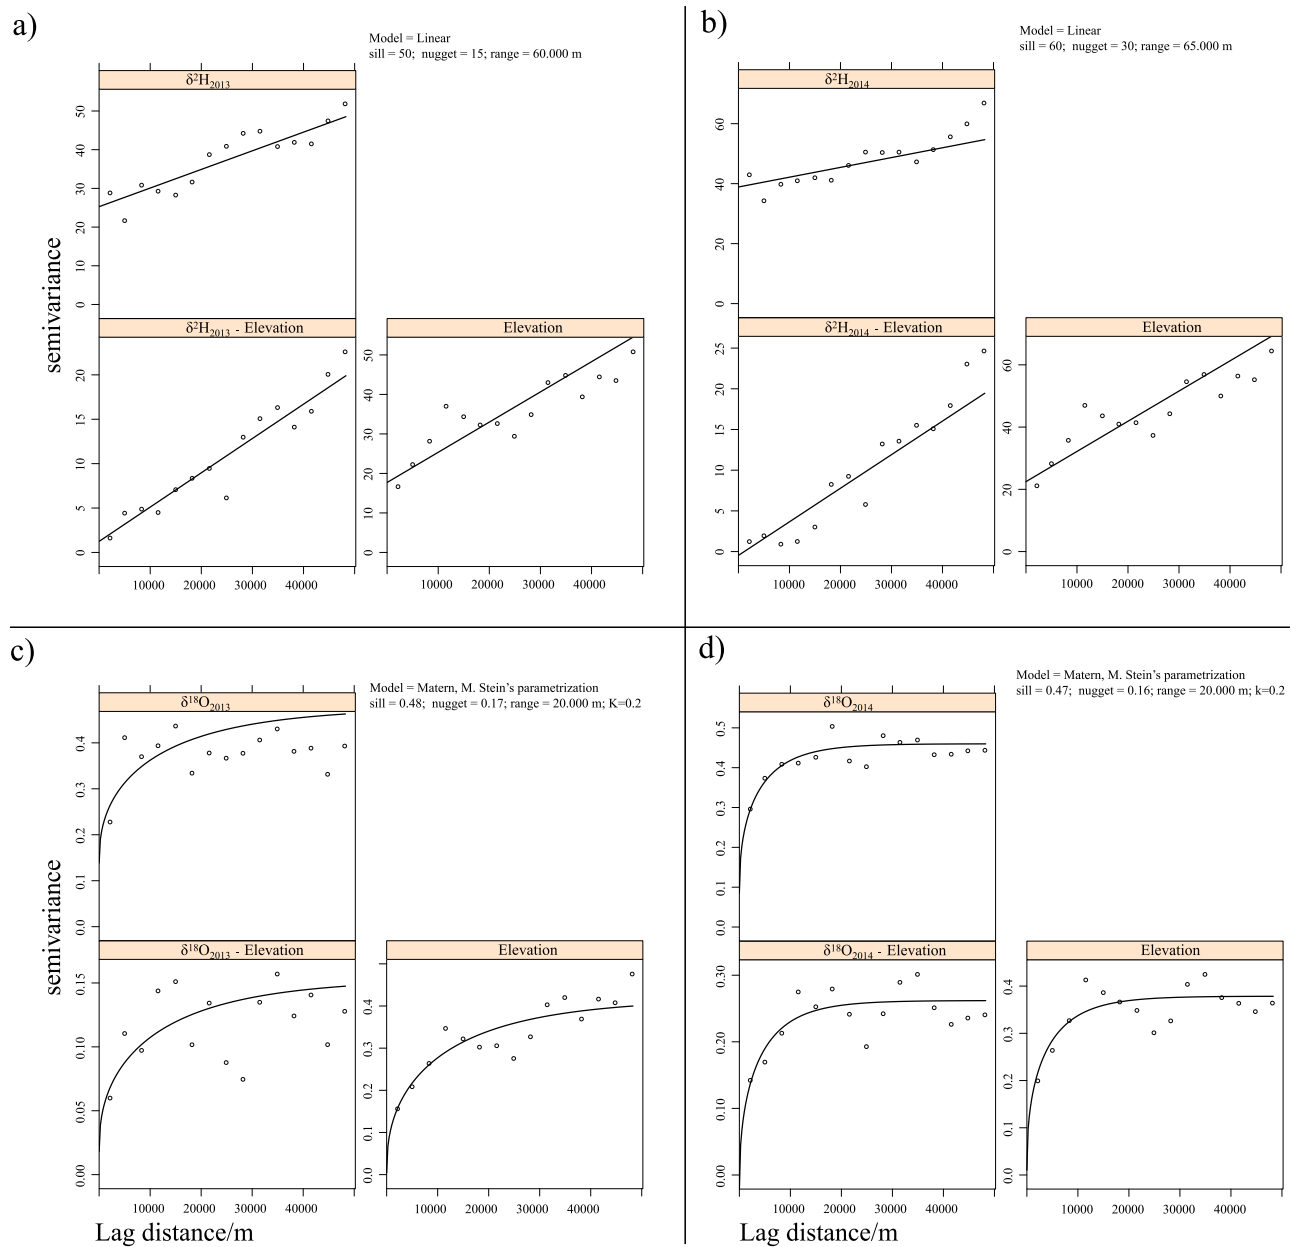 a)
Model = Linear
sill = 50; nugget = 15; range = 60.000 m
δ²H₂₀₁₃
50
40
30
20
10
0
semivariance
δ²H₂₀₁₃ - Elevation
20
15
10
5
0
10000 20000 30000 40000
Elevation
50
40
30
20
10
0
10000 20000 30000 40000
b)
Model = Linear
sill = 60; nugget = 30; range = 65.000 m
δ²H₂₀₁₄
60
40
20
0
δ²H₂₀₁₄ - Elevation
25
20
15
10
5
0
10000 20000 30000 40000
Elevation
60
40
20
0
10000 20000 30000 40000
c)
Model = Matern, M. Stein's parametrization
sill = 0.48; nugget = 0.17; range = 20.000 m; K=0.2
δ¹⁸O₂₀₁₃
0.4
0.3
0.2
0.1
0.0
semivariance
δ¹⁸O₂₀₁₃ - Elevation
0.15
0.10
0.05
0.00
10000 20000 30000 40000
Elevation
0.4
0.3
0.2
0.1
0.0
10000 20000 30000 40000
Lag distance/m
d)
Model = Matern, M. Stein's parametrization
sill = 0.47; nugget = 0.16; range = 20.000 m; k=0.2
δ¹⁸O₂₀₁₄
0.5
0.4
0.3
0.2
0.1
0.0
δ¹⁸O₂₀₁₄ - Elevation
0.30
0.20
0.10
0.00
10000 20000 30000 40000
Elevation
0.4
0.3
0.2
0.1
0.0
10000 20000 30000 40000